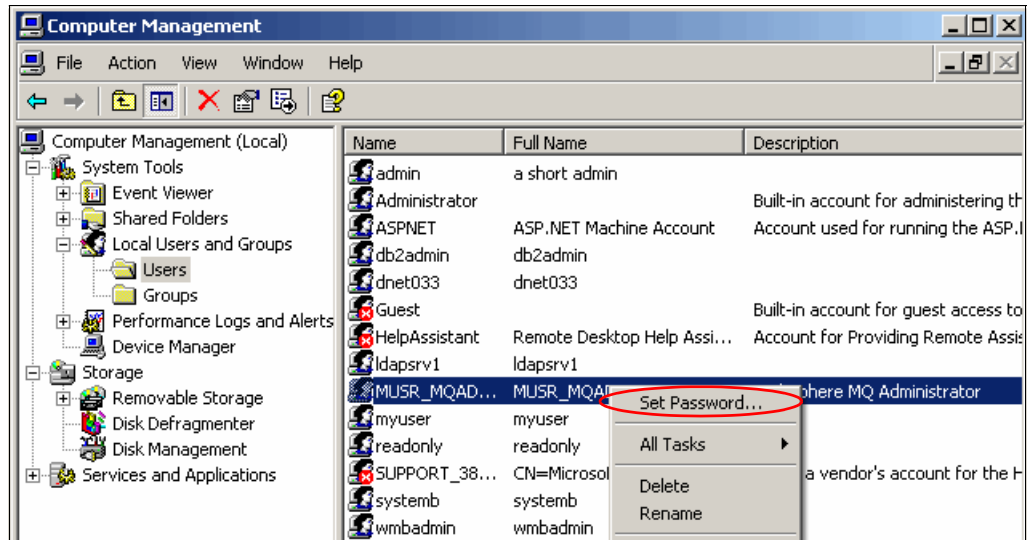 Computer Management
File Action View Window Help
Computer Management (Local)
System Tools
Event Viewer
Shared Folders
Local Users and Groups
Users
Groups
Performance Logs and Alerts
Device Manager
Storage
Removable Storage
Disk Defragmenter
Disk Management
Services and Applications
Name Full Name Description
admin a short admin
Administrator Built-in account for administering th
ASPNET ASP.NET Machine Account Account used for running the ASP.
db2admin db2admin
dnet033 dnet033
Guest Built-in account for guest access to
HelpAssistant Remote Desktop Help Assi... Account for Providing Remote Assis
ldapsrv1 ldapsrv1
MUSR_MQAD... MUSR_MQA phere MQ Administrator
myuser myuser
readonly readonly
SUPPORT_38... CN=Microsof a vendor's account for the H
systemb systemb
wmbadmin wmbadmin
Set Password...
All Tasks
Delete
Rename